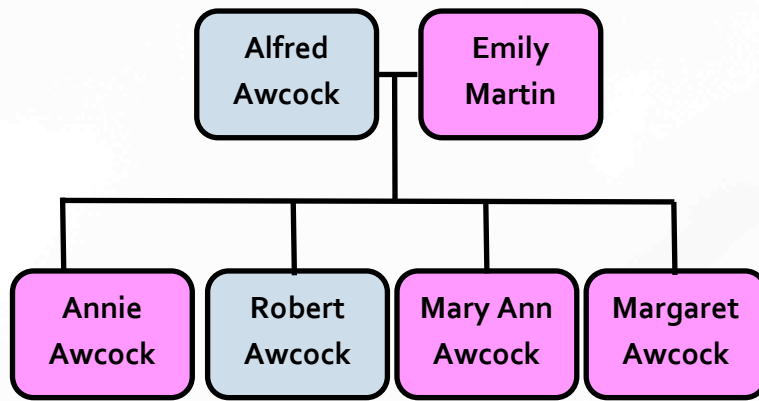 Alfred
Awcock
Emily
Martin
Annie
Awcock
Robert
Awcock
Mary Ann
Awcock
Margaret
Awcock